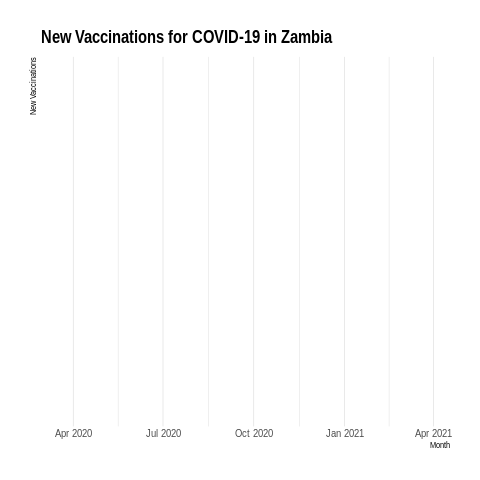 New Vaccinations for COVID-19 in Zambia
New Vaccinations
Apr 2020 Jul 2020 Oct 2020 Jan 2021 Apr 2021
Month